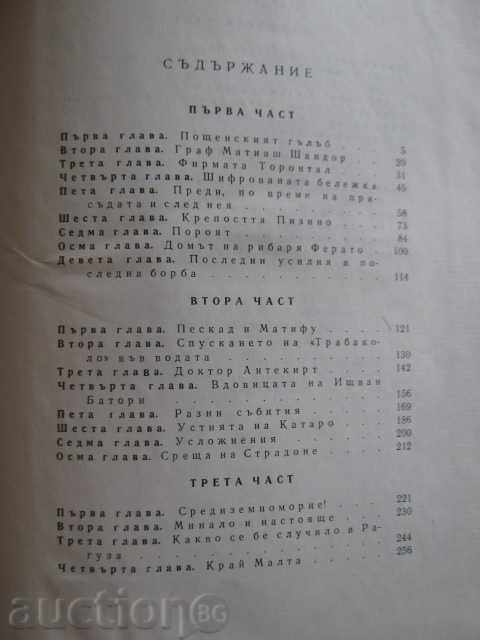 СЪДЪРЖАНИЕ
ПЪРВА ЧАСТ
Първа глава. Пощенският гълъб . . . 5
Втора глава. Граф Матиаш Шандор . . 20
Трета глава. Фирмата Торонтал . . . 31
Четвърта глава. Шифрованата бележка 45
Пета глава. Преди, по време на при-
съдата и след нея . . . . . . 58
Шеста глава. Крепостта Пизино . . . 73
Седма глава. Пороят . . . . . . 84
Осма глава. Домът на рибаря Ферато . 100
Девета глава. Последни усилия и по-
следна борба . . . . . . . 114
ВТОРА ЧАСТ
Първа глава. Пескад и Матифу . . . 121
Втора глава. Спускането на «Трабако-
ло» във водата . . . . . . 130
Трета глава. Доктор Антекирт . . . 142
Четвърта глава. Вдовицата на Ищван
Батори . . . . . . . . 156
Пета глава. Разни събития . . . . 169
Шеста глава. Устията на Катаро . . . 186
Седма глава. Усложнения . . . . . 200
Осма глава. Среща на Страдоне . . . 212
ТРЕТА ЧАСТ
Първа глава. Средиземноморие! . . . 221
Втора глава. Минало и настояще . . . 230
Трета глава. Какво се бе случило в Ра-
гуза . . . . . . . . . 244
Четвърта глава. Край Малта . . . . 256
auction BG